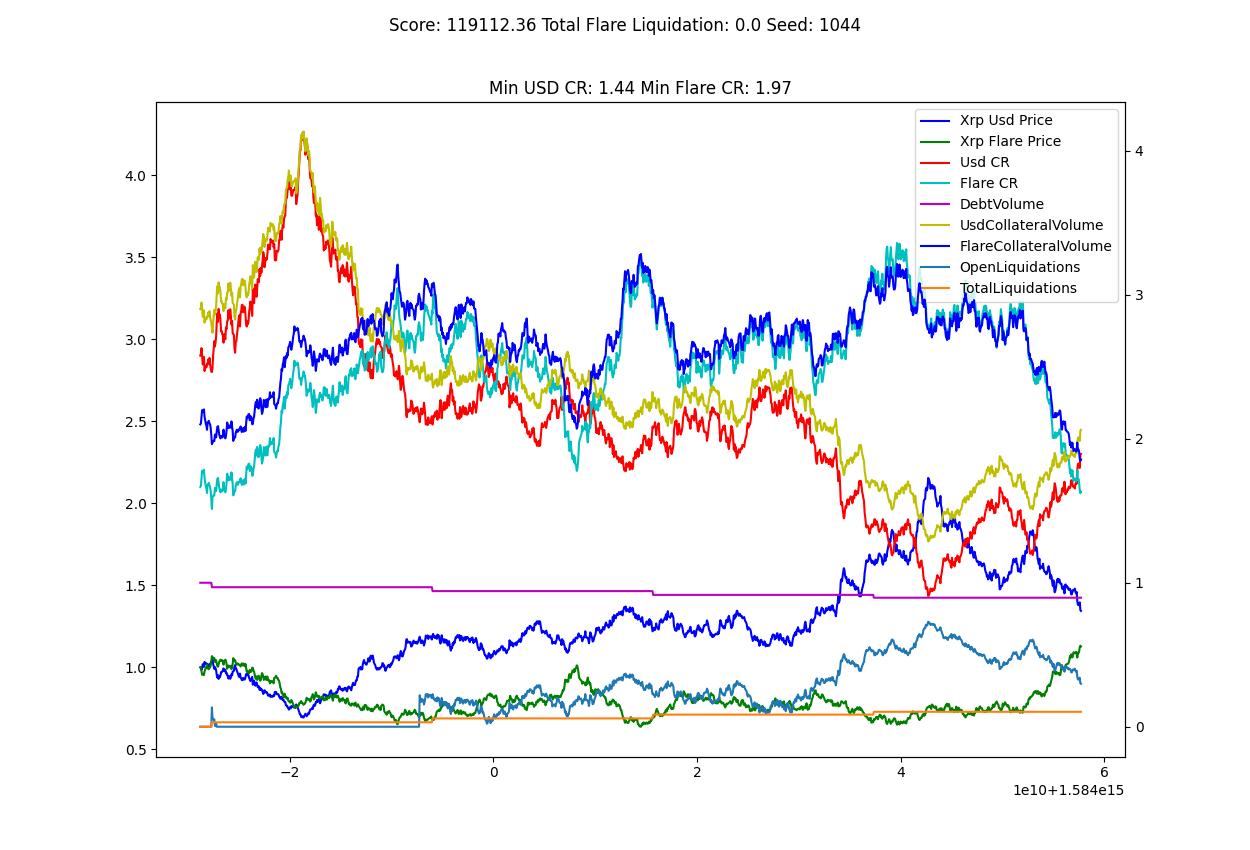 Score: 119112.36 Total Flare Liquidation: 0.0 Seed: 1044
Min USD CR: 1.44 Min Flare CR: 1.97
Xrp Usd Price
Xrp Flare Price
Usd CR
Flare CR
DebtVolume
UsdCollateralVolume
FlareCollateralVolume
OpenLiquidations
TotalLiquidations
4.0
3.5
3.0
2.5
2.0
1.5
1.0
0.5
4
3
2
1
0
−2 0 2 4 6
1e10+1.584e15